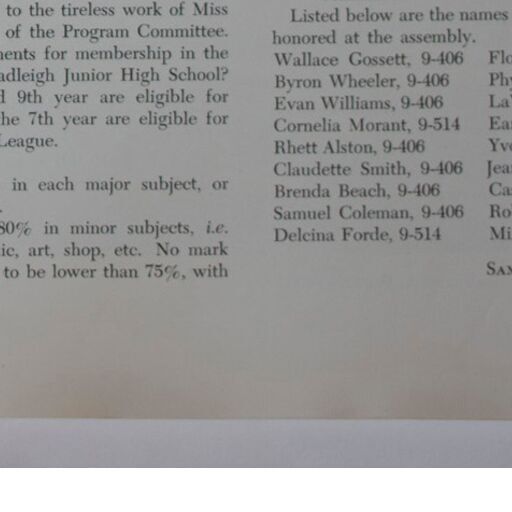 to the tireless work of Miss
of the Program Committee.
ents for membership in the
adleigh Junior High School?
9th year are eligible for
he 7th year are eligible for
League.
in each major subject, or
80% in minor subjects, i.e.
ic, art, shop, etc. No mark
to be lower than 75%, with
Listed below are the names
honored at the assembly.
Wallace Gossett, 9-406
Byron Wheeler, 9-406
Evan Williams, 9-406
Cornelia Morant, 9-514
Rhett Alston, 9-406
Claudette Smith, 9-406
Brenda Beach, 9-406
Samuel Coleman, 9-406
Delcina Forde, 9-514
Flo
Phy
La
Ea
Yv
Jea
Ca
Ro
Mi
SAM